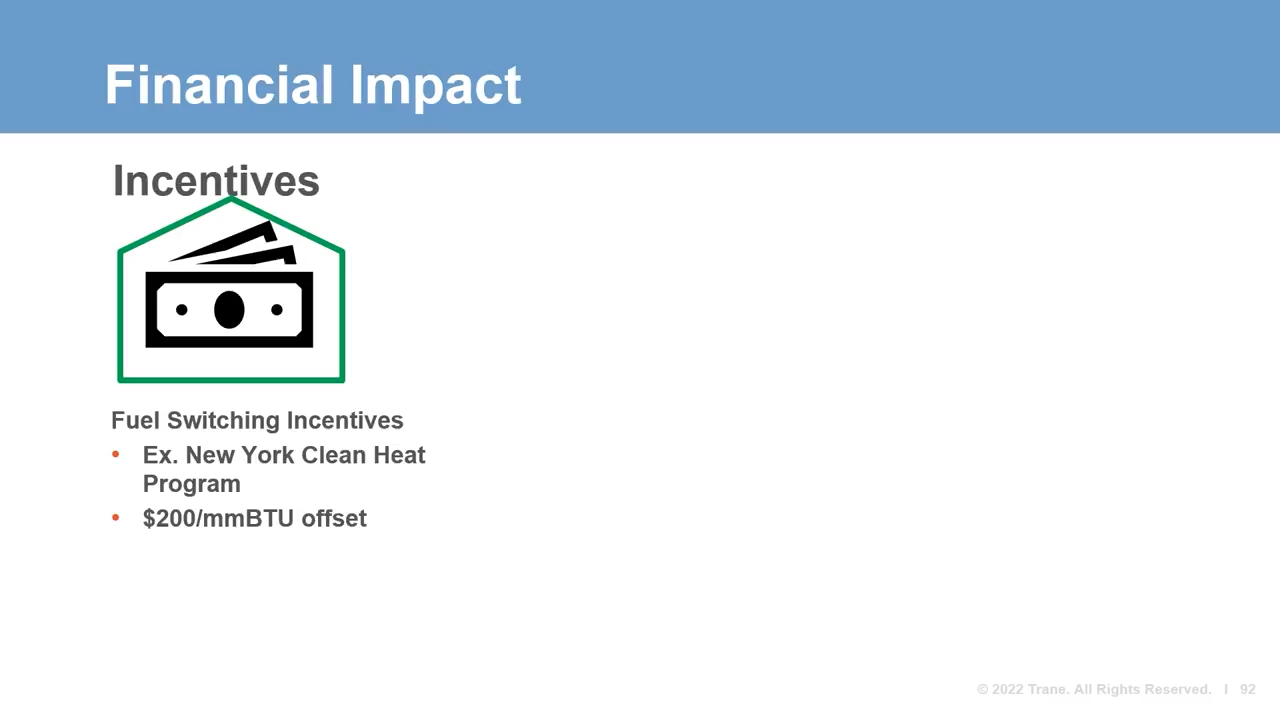 Financial Impact
Incentives
Fuel Switching Incentives
• Ex. New York Clean Heat
Program
• $200/mmBTU offset
© 2022 Trane. All Rights Reserved. I 92